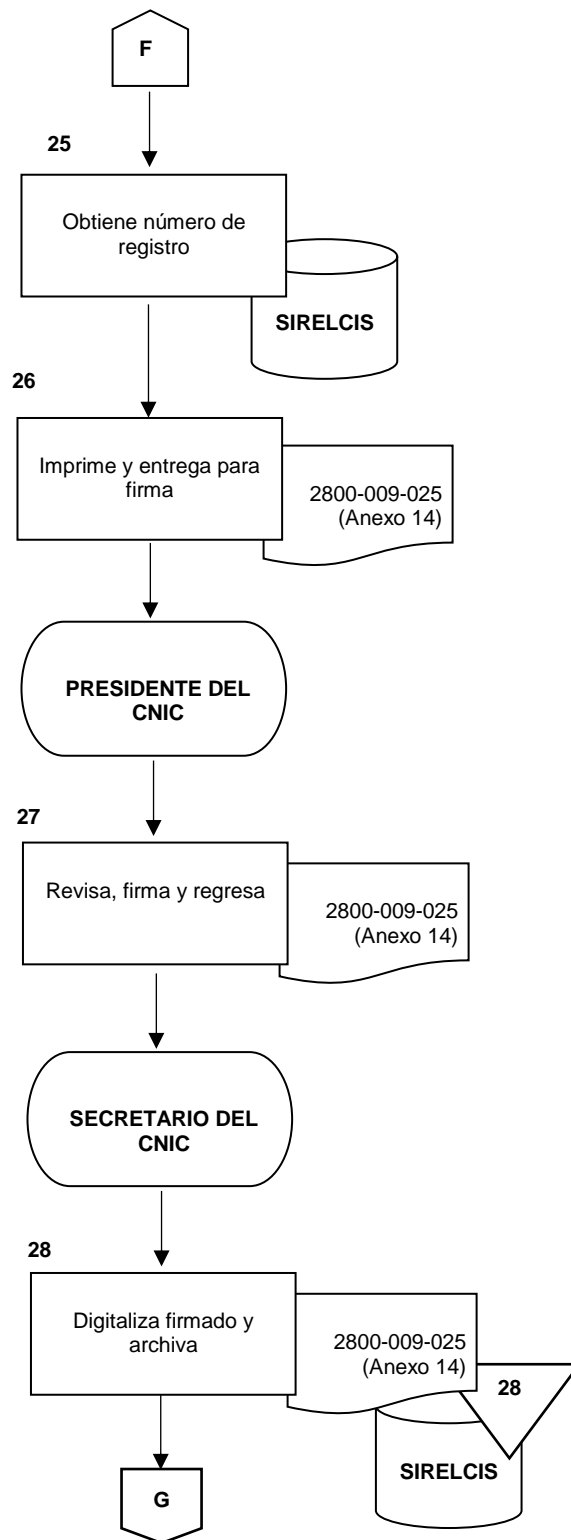 F
25
Obtiene número de
registro
SIRELCIS
26
Imprime y entrega para
firma
2800-009-025
(Anexo 14)
PRESIDENTE DEL
CNIC
27
Revisa, firma y regresa
2800-009-025
(Anexo 14)
SECRETARIO DEL
CNIC
28
Digitaliza firmado y
archiva
2800-009-025
(Anexo 14)
28
SIRELCIS
G